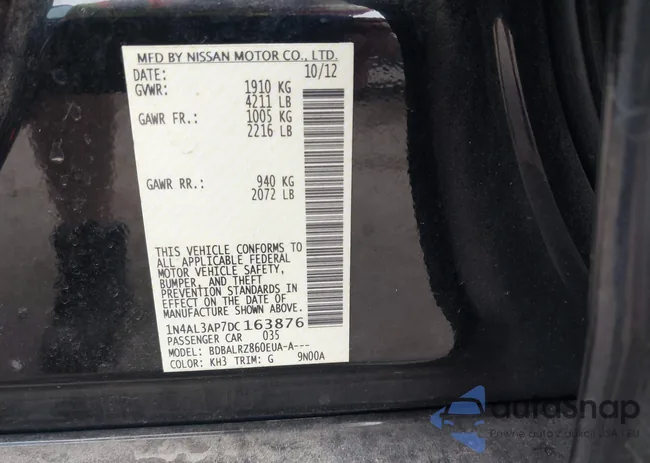 MFD BY NISSAN MOTOR CO., LTD.
DATE: 10/12
GVWR: 1910 KG
4211 LB
GAWR FR.: 1005 KG
2216 LB
GAWR RR.: 940 KG
2072 LB
THIS VEHICLE CONFORMS TO
ALL APPLICABLE FEDERAL
MOTOR VEHICLE SAFETY,
BUMPER, AND THEFT
PREVENTION STANDARDS IN
EFFECT ON THE DATE OF
MANUFACTURE SHOWN ABOVE.
1N4AL3AP7DC 163876
PASSENGER CAR 035
MODEL: BDBALRZ860EUA-A---
COLOR: KH3 TRIM: G 9N00A
autoSnap